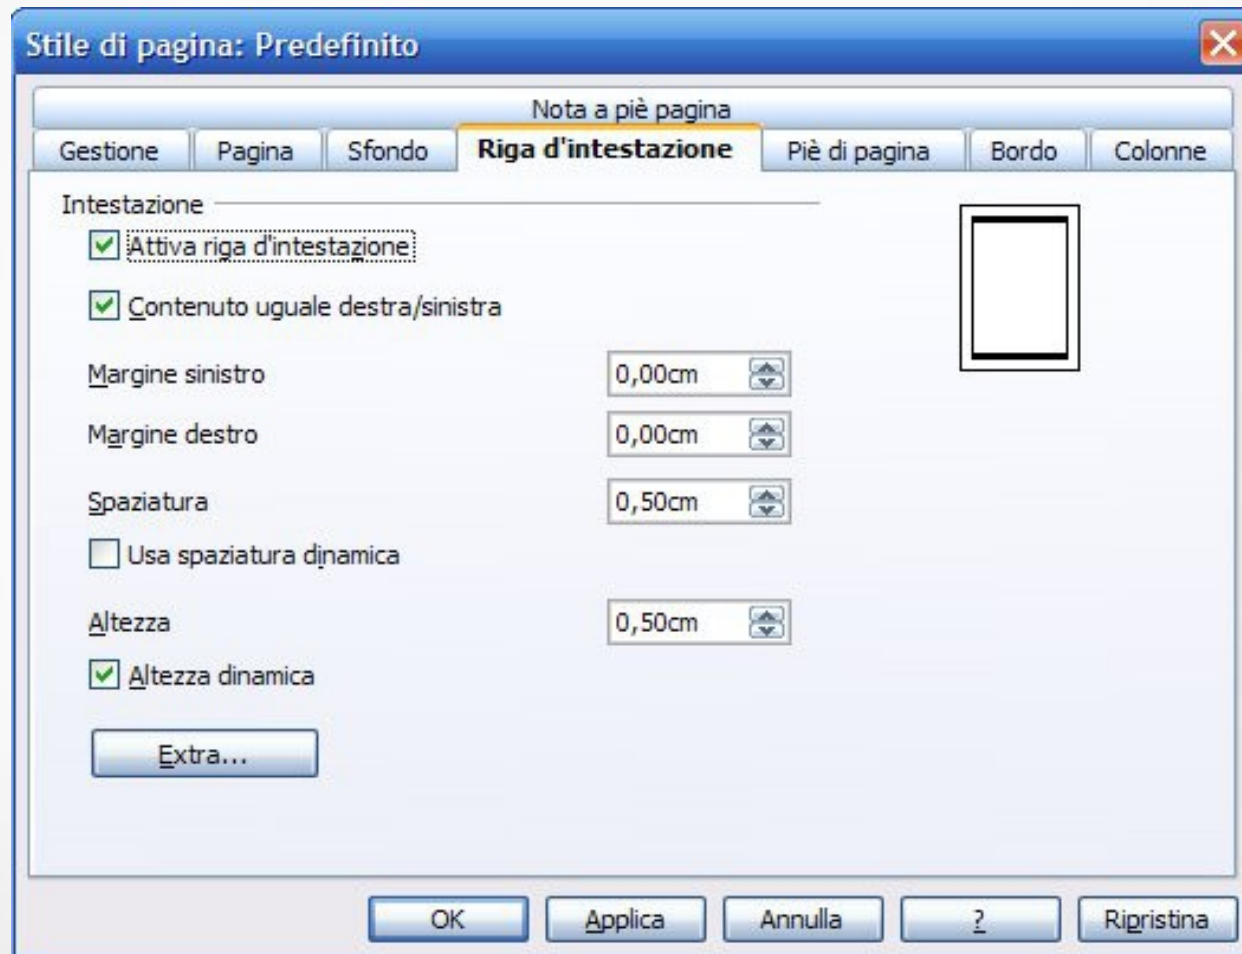 Stile di pagina: Predefinito
Nota a piè pagina
Gestione Pagina Sfondo Riga d'intestazione Piè di pagina Bordo Colonne
Intestazione
Attiva riga d'intestazione
Contenuto uguale destra/sinistra
Margine sinistro 0,00cm
Margine destro 0,00cm
Spaziatura 0,50cm
Usa spaziatura dinamica
Altezza 0,50cm
Altezza dinamica
Extra...
OK Applica Annulla ? Ripristina